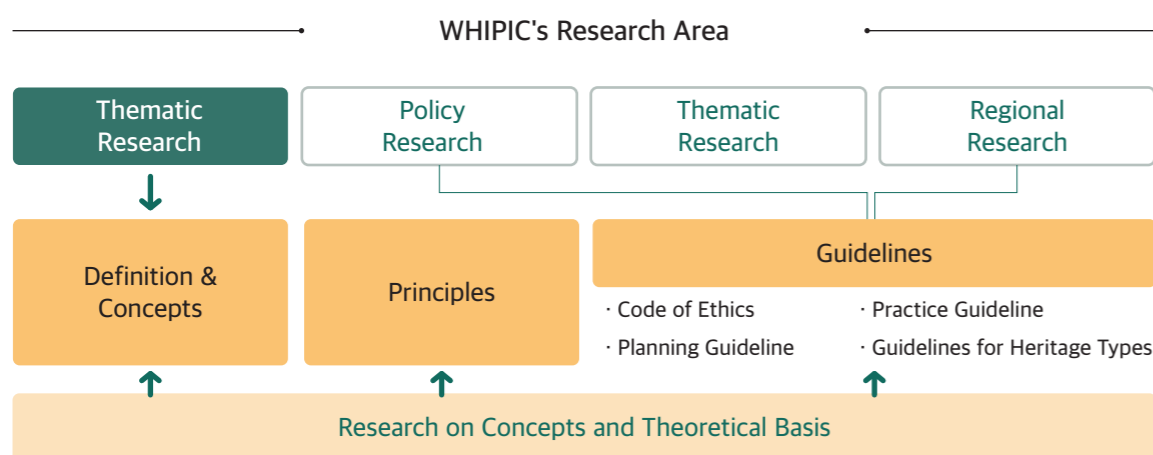 WHIPIC's Research Area
Thematic
Research
Policy
Research
Thematic
Research
Regional
Research
Definition &
Concepts
Principles
Guidelines
· Code of Ethics
· Planning Guideline
· Practice Guideline
· Guidelines for Heritage Types
Research on Concepts and Theoretical Basis